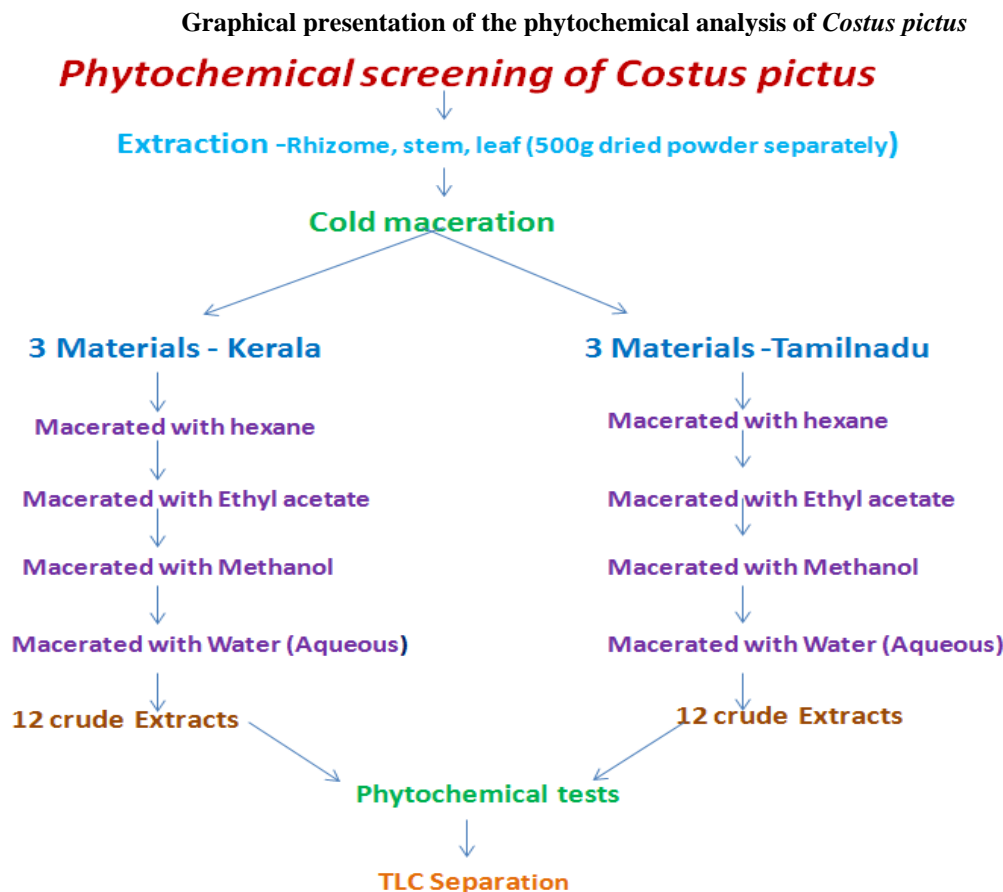 Graphical presentation of the phytochemical analysis of Costus pictus
Phytochemical screening of Costus pictus
Extraction -Rhizome, stem, leaf (500g dried powder separately)
Cold maceration
3 Materials - Kerala
Macerated with hexane
Macerated with Ethyl acetate
Macerated with Methanol
Macerated with Water (Aqueous)
12 crude Extracts
3 Materials -Tamilnadu
Macerated with hexane
Macerated with Ethyl acetate
Macerated with Methanol
Macerated with Water (Aqueous)
12 crude Extracts
Phytochemical tests
TLC Separation